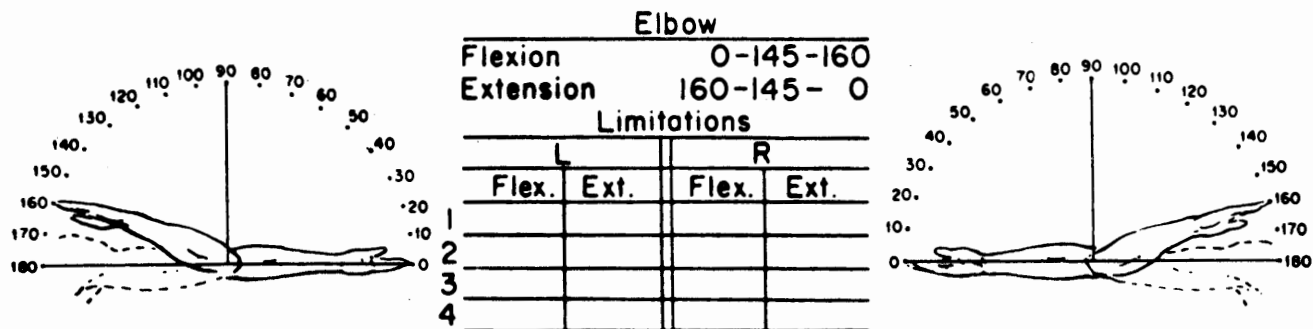 Elbow
Flexion 0-145-160
Extension 160-145- 0
Limitations
L R
Flex. Ext. Flex. Ext.
1
2
3
4
180 170 160 150 140 130 120 110 100 90 80 70 60 50 40 30 20 10 0
0 10 20 30 40 50 60 70 80 90 100 110 120 130 140 150 160 170 180